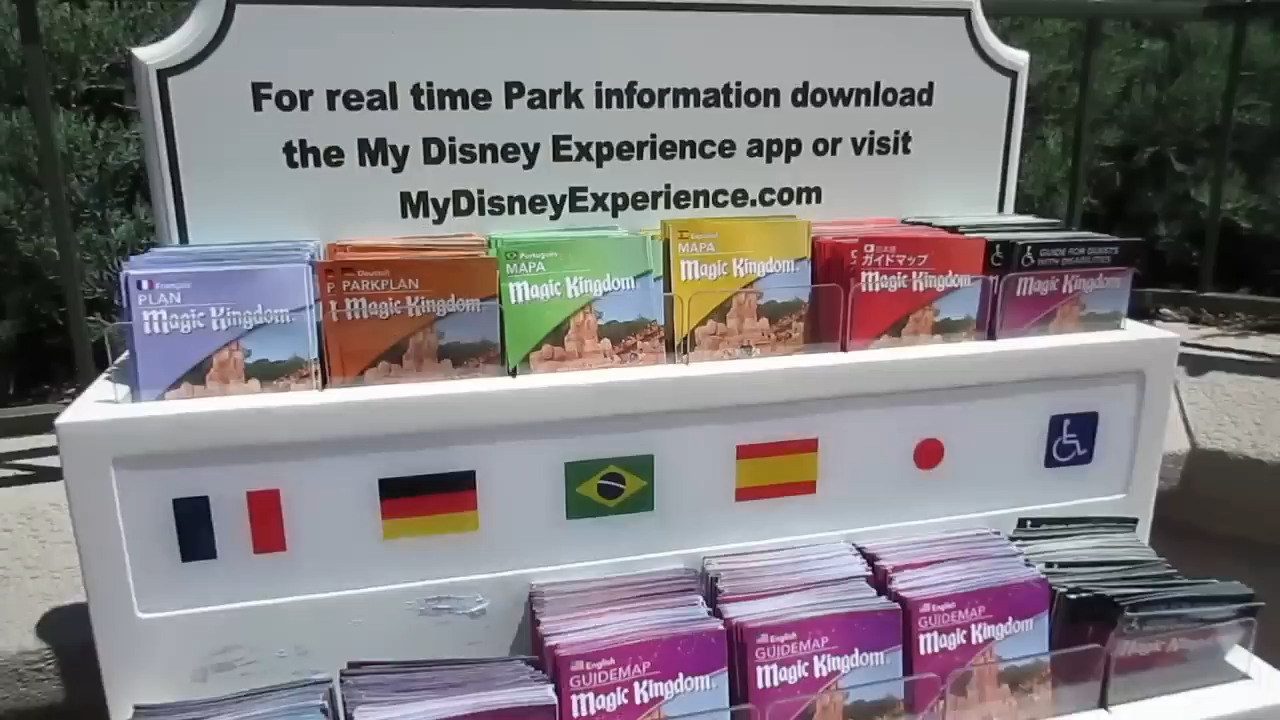 For real time Park information download
the My Disney Experience app or visit
MyDisneyExperience.com
Français
PLAN
Magic Kingdom
Deutsch
PARKPLAN
Magic Kingdom
Português
MAPA
Magic Kingdom
Español
MAPA
Magic Kingdom
日本語
ガイドマップ
Magic Kingdom
GUIDE FOR GUESTS
WITH DISABILITIES
Magic Kingdom
English
GUIDEMAP
Magic Kingdom
English
GUIDEMAP
Magic Kingdom
English
GUIDEMAP
Magic Kingdom
Magic Kingdom